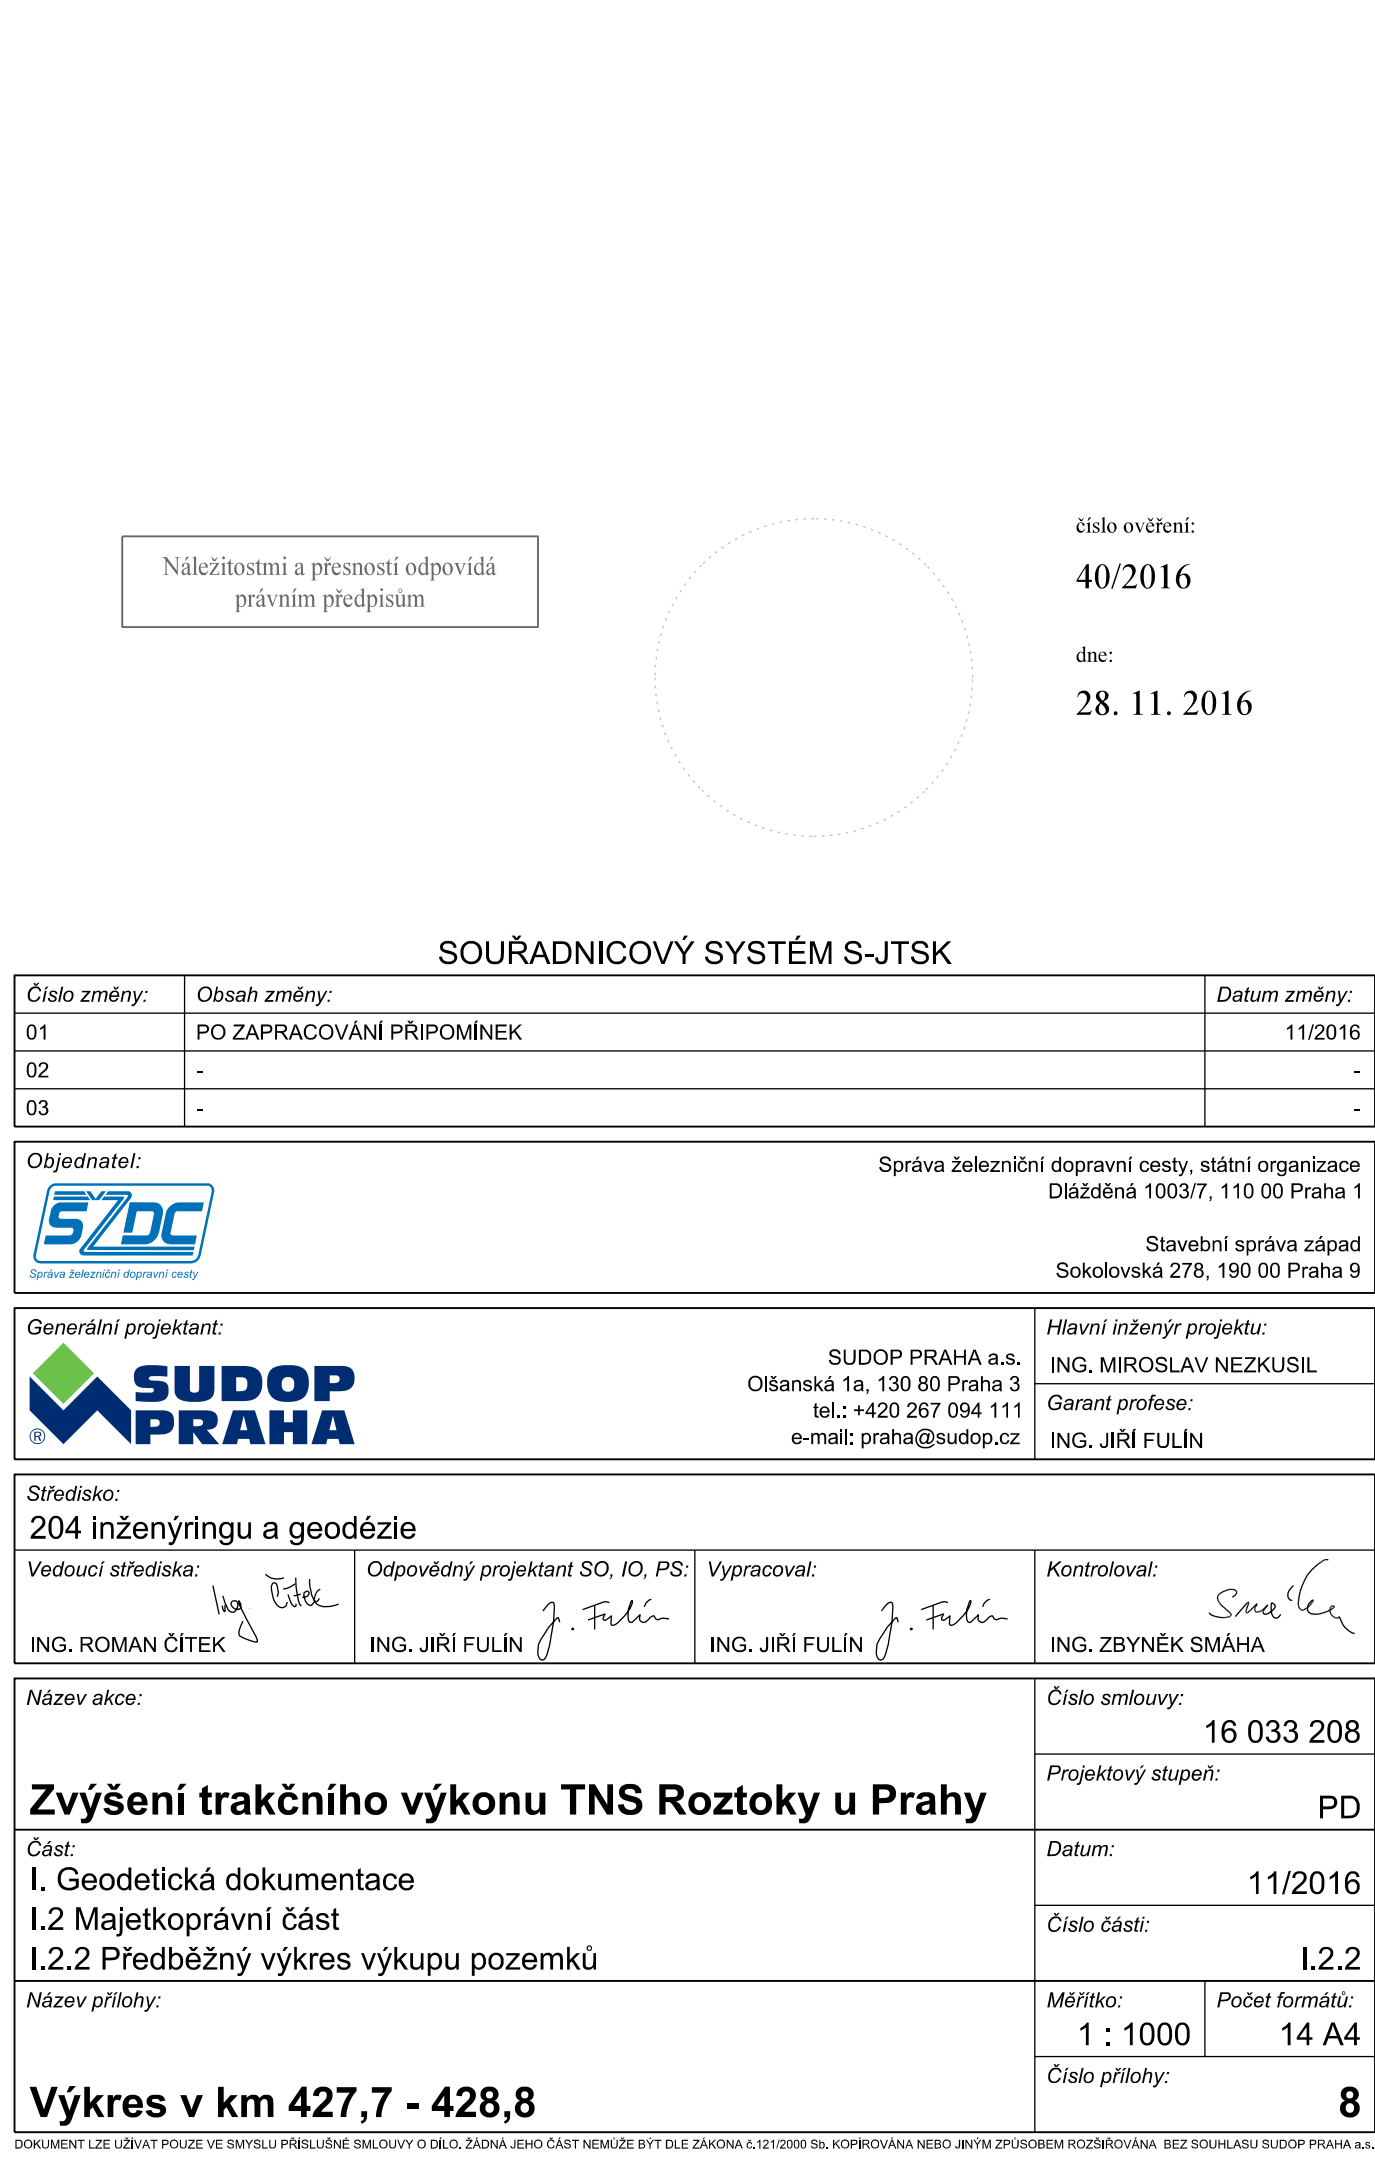 Náležitostmi a přesností odpovídá
právním předpisům
číslo ověření:
40/2016
dne:
28. 11. 2016
SOUŘADNICOVÝ SYSTÉM S-JTSK
Číslo změny: Obsah změny: Datum změny:
01 PO ZAPRACOVÁNÍ PŘIPOMÍNEK 11/2016
02 - -
03 - -
Objednatel:
ŠŽDC
Správa železniční dopravní cesty
Správa železniční dopravní cesty, státní organizace
Dlážděná 1003/7, 110 00 Praha 1
Stavební správa západ
Sokolovská 278, 190 00 Praha 9
Generální projektant:
SUDOP
PRAHA
®
SUDOP PRAHA a.s.
Olšanská 1a, 130 80 Praha 3
tel.: +420 267 094 111
e-mail: praha@sudop.cz
Hlavní inženýr projektu:
ING. MIROSLAV NEZKUSIL
Garant profese:
ING. JIŘÍ FULÍN
Středisko:
204 inženýringu a geodézie
Vedoucí střediska:
Ing Čítek
ING. ROMAN ČÍTEK
Odpovědný projektant SO, IO, PS:
J. Fulín
ING. JIŘÍ FULÍN
Vypracoval:
J. Fulín
ING. JIŘÍ FULÍN
Kontroloval:
ING. ZBYNĚK SMÁHA
Název akce:
Zvýšení trakčního výkonu TNS Roztoky u Prahy
Číslo smlouvy:
16 033 208
Projektový stupeň:
PD
Část:
I. Geodetická dokumentace
I.2 Majetkoprávní část
I.2.2 Předběžný výkres výkupu pozemků
Datum:
11/2016
Číslo části:
I.2.2
Název přílohy:
Výkres v km 427,7 - 428,8
Měřítko:
1 : 1000
Počet formátů:
14 A4
Číslo přílohy:
8
DOKUMENT LZE UŽÍVAT POUZE VE SMYSLU PŘÍSLUŠNÉ SMLOUVY O DÍLO. ŽÁDNÁ JEHO ČÁST NEMŮŽE BÝT DLE ZÁKONA č.121/2000 Sb. KOPÍROVÁNA NEBO JINÝM ZPŮSOBEM ROZŠIŘOVÁNA BEZ SOUHLASU SUDOP PRAHA a.s.